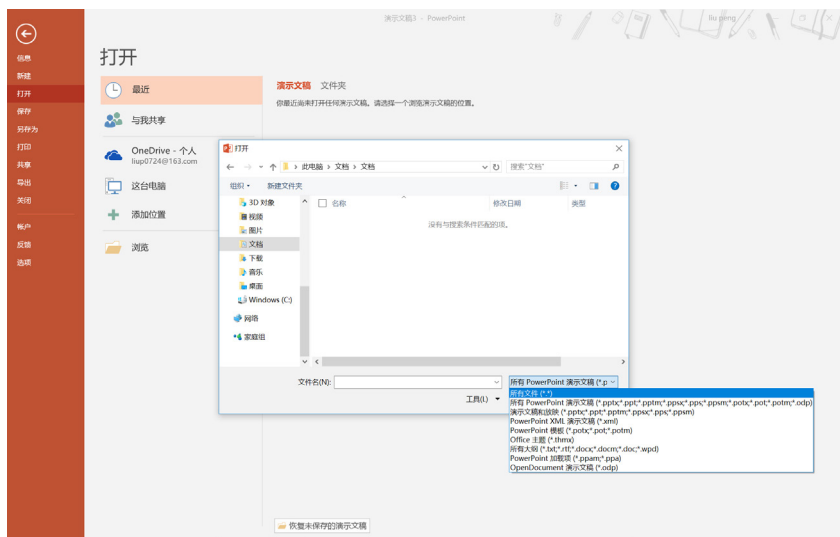 演示文稿3 - PowerPoint
liu peng
信息
新建
打开
保存
另存为
打印
共享
导出
关闭
帐户
反馈
选项
打开
最近
与我共享
OneDrive - 个人
liup0724@163.com
这台电脑
添加位置
浏览
演示文稿 文件夹
你最近尚未打开任何演示文稿。请选择一个浏览演示文稿的位置。
打开
此电脑 › 文档 › 文档
搜索"文档"
组织 新建文件夹
名称 修改日期 类型
没有与搜索条件匹配的项。
3D 对象
视频
图片
文档
下载
音乐
桌面
Windows (C:)
网络
家庭组
文件名(N):
所有 PowerPoint 演示文稿 (*.p
工具(L)
所有文件 (*.*)
所有 PowerPoint 演示文稿 (*.pptx;*.ppt;*.pptm;*.ppsx;*.pps;*.ppsm;*.potx;*.pot;*.potm;*.odp)
演示文稿和放映 (*.pptx;*.ppt;*.pptm;*.ppsx;*.pps;*.ppsm)
PowerPoint XML 演示文稿 (*.xml)
PowerPoint 模板 (*.potx;*.pot;*.potm)
Office 主题 (*.thmx)
所有大纲 (*.txt;*.rtf;*.docx;*.docm;*.doc;*.wpd)
PowerPoint 加载项 (*.ppam;*.ppa)
OpenDocument 演示文稿 (*.odp)
恢复未保存的演示文稿